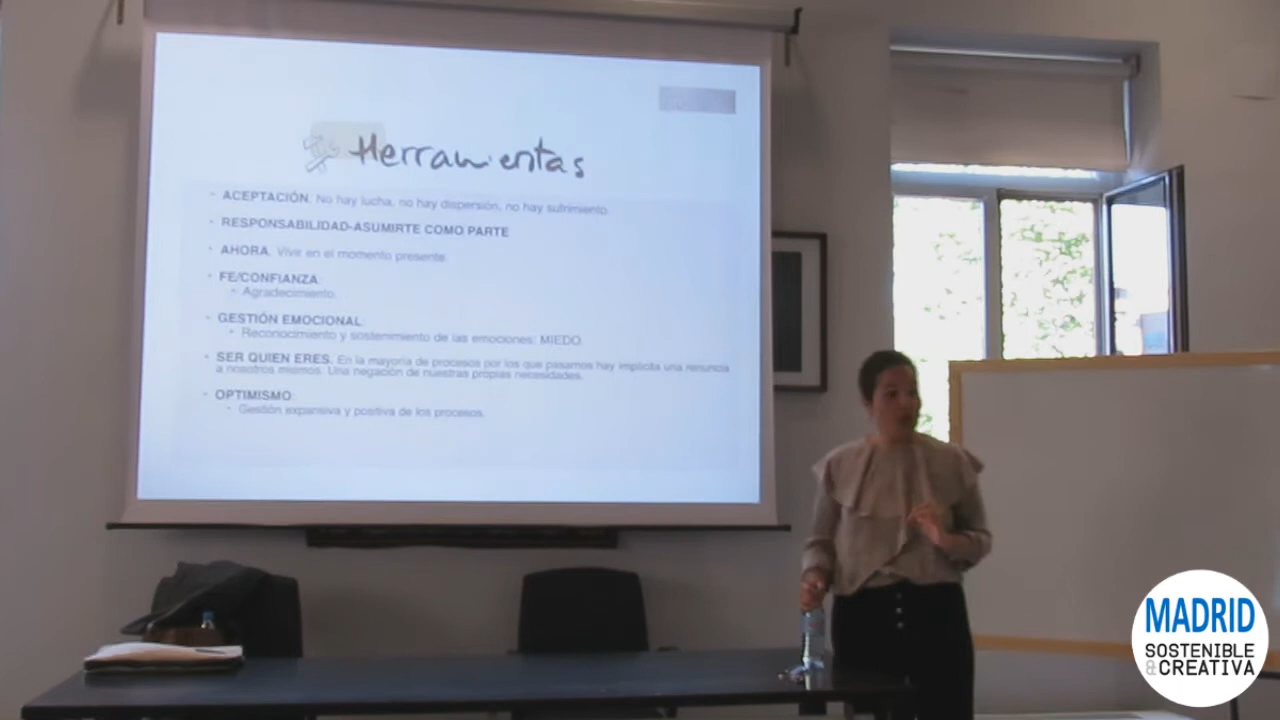 Herramientas
- ACEPTACIÓN. No hay lucha, no hay dispersión, no hay sufrimiento.
- RESPONSABILIDAD-ASUMIRTE COMO PARTE
- AHORA. Vivir en el momento presente.
- FE/CONFIANZA.
- Agradecimiento.
- GESTIÓN EMOCIONAL.
- Reconocimiento y sostenimiento de las emociones: MIEDO.
- SER QUIEN ERES. En la mayoría de procesos por los que pasamos hay implícita una renuncia
a nosotros mismos. Una negación de nuestras propias necesidades.
- OPTIMISMO.
- Gestión expansiva y positiva de los procesos.
MADRID
SOSTENIBLE
&CREATIVA